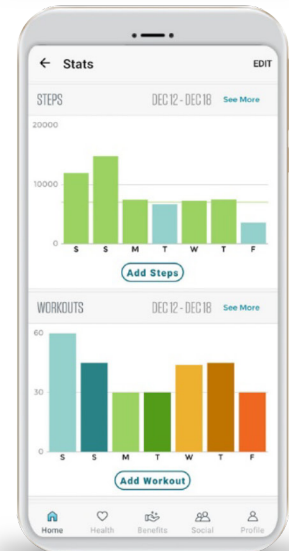 ← Stats EDIT
STEPS DEC 12 - DEC 18 See More
20000
10000
0
S S M T W T F
Add Steps
WORKOUTS DEC 12 - DEC 18 See More
60
30
0
S S M T W T F
Add Workout
Home Health Benefits Social Profile